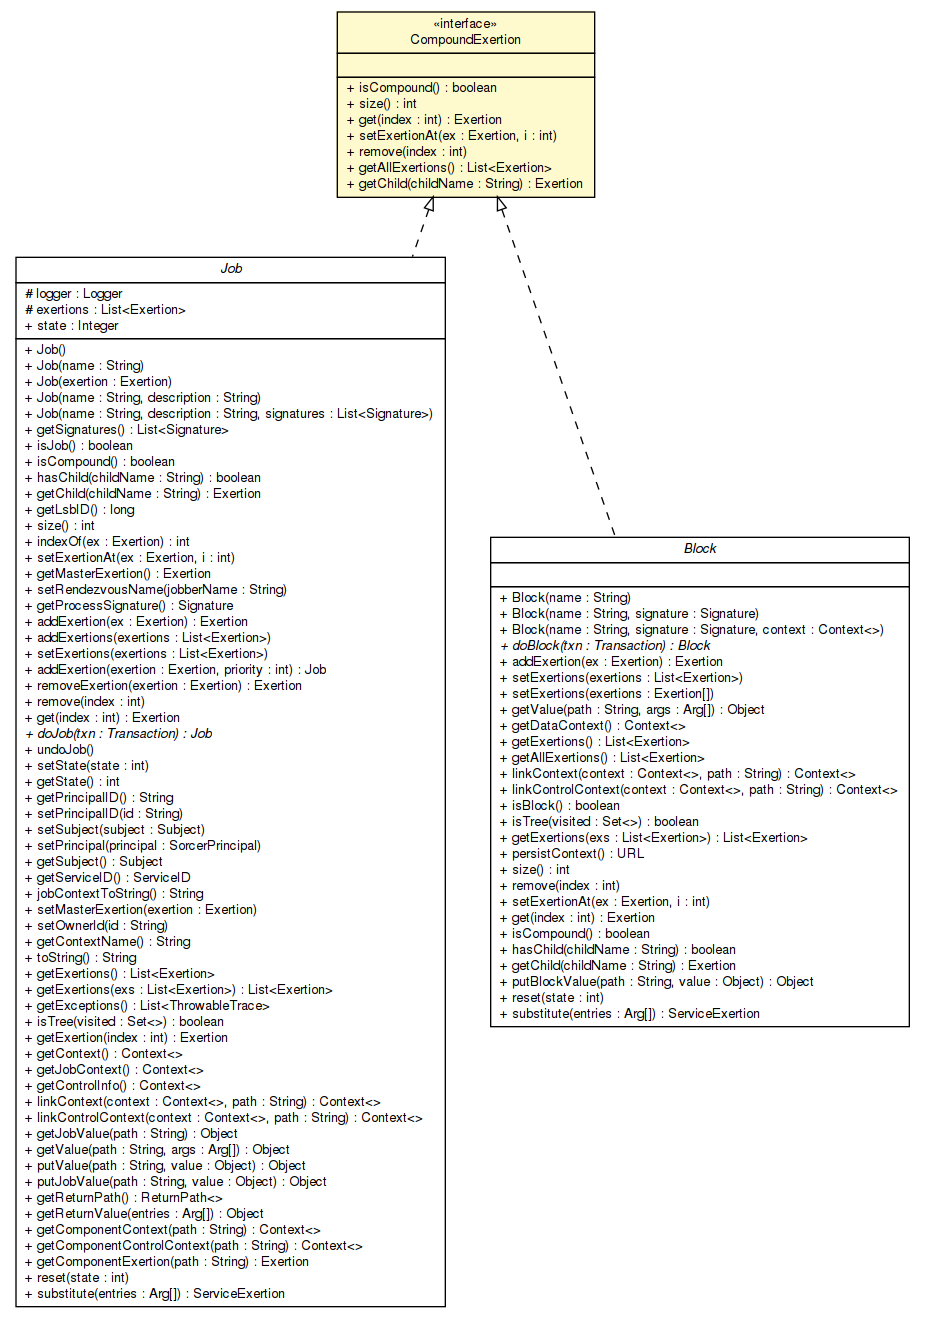 «interface»
CompoundExertion
+ isCompound() : boolean
+ size() : int
+ get(index : int) : Exertion
+ setExertionAt(ex : Exertion, i : int)
+ remove(index : int)
+ getAllExertions() : List<Exertion>
+ getChild(childName : String) : Exertion
Job
# logger : Logger
# exertions : List<Exertion>
+ state : Integer
+ Job()
+ Job(name : String)
+ Job(exertion : Exertion)
+ Job(name : String, description : String)
+ Job(name : String, description : String, signatures : List<Signature>)
+ getSignatures() : List<Signature>
+ isJob() : boolean
+ isCompound() : boolean
+ hasChild(childName : String) : boolean
+ getChild(childName : String) : Exertion
+ getLsbID() : long
+ size() : int
+ indexOf(ex : Exertion) : int
+ setExertionAt(ex : Exertion, i : int)
+ getMasterExertion() : Exertion
+ setRendezvousName(jobberName : String)
+ getProcessSignature() : Signature
+ addExertion(ex : Exertion) : Exertion
+ addExertions(exertions : List<Exertion>)
+ setExertions(exertions : List<Exertion>)
+ addExertion(exertion : Exertion, priority : int) : Job
+ removeExertion(exertion : Exertion) : Exertion
+ remove(index : int)
+ get(index : int) : Exertion
+ doJob(txn : Transaction) : Job
+ undoJob()
+ setState(state : int)
+ getState() : int
+ getPrincipalID() : String
+ setPrincipalID(id : String)
+ setSubject(subject : Subject)
+ setPrincipal(principal : SorcerPrincipal)
+ getSubject() : Subject
+ getServiceID() : ServiceID
+ jobContextToString() : String
+ setMasterExertion(exertion : Exertion)
+ setOwnerId(id : String)
+ getContextName() : String
+ toString() : String
+ getExertions() : List<Exertion>
+ getExertions(exs : List<Exertion>) : List<Exertion>
+ getExceptions() : List<ThrowableTrace>
+ isTree(visited : Set<>) : boolean
+ getExertion(index : int) : Exertion
+ getContext() : Context<>
+ getJobContext() : Context<>
+ getControlInfo() : Context<>
+ linkContext(context : Context<>, path : String) : Context<>
+ linkControlContext(context : Context<>, path : String) : Context<>
+ getJobValue(path : String) : Object
+ getValue(path : String, args : Arg[]) : Object
+ putValue(path : String, value : Object) : Object
+ putJobValue(path : String, value : Object) : Object
+ getReturnPath() : ReturnPath<>
+ getReturnValue(entries : Arg[]) : Object
+ getComponentContext(path : String) : Context<>
+ getComponentControlContext(path : String) : Context<>
+ getComponentExertion(path : String) : Exertion
+ reset(state : int)
+ substitute(entries : Arg[]) : ServiceExertion
Block
+ Block(name : String)
+ Block(name : String, signature : Signature)
+ Block(name : String, signature : Signature, context : Context<>)
+ doBlock(txn : Transaction) : Block
+ addExertion(ex : Exertion) : Exertion
+ setExertions(exertions : List<Exertion>)
+ setExertions(exertions : Exertion[])
+ getValue(path : String, args : Arg[]) : Object
+ getDataContext() : Context<>
+ getExertions() : List<Exertion>
+ getAllExertions() : List<Exertion>
+ linkContext(context : Context<>, path : String) : Context<>
+ linkControlContext(context : Context<>, path : String) : Context<>
+ isBlock() : boolean
+ isTree(visited : Set<>) : boolean
+ getExertions(exs : List<Exertion>) : List<Exertion>
+ persistContext() : URL
+ size() : int
+ remove(index : int)
+ setExertionAt(ex : Exertion, i : int)
+ get(index : int) : Exertion
+ isCompound() : boolean
+ hasChild(childName : String) : boolean
+ getChild(childName : String) : Exertion
+ putBlockValue(path : String, value : Object) : Object
+ reset(state : int)
+ substitute(entries : Arg[]) : ServiceExertion